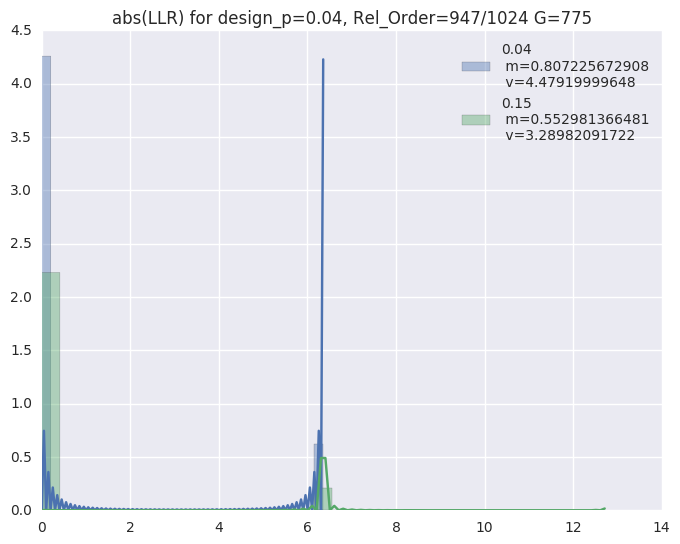 abs(LLR) for design_p=0.04, Rel_Order=947/1024 G=775
4.5
4.0
3.5
3.0
2.5
2.0
1.5
1.0
0.5
0.0
0 2 4 6 8 10 12 14
0.04
m=0.807225672908
v=4.47919999648
0.15
m=0.552981366481
v=3.28982091722